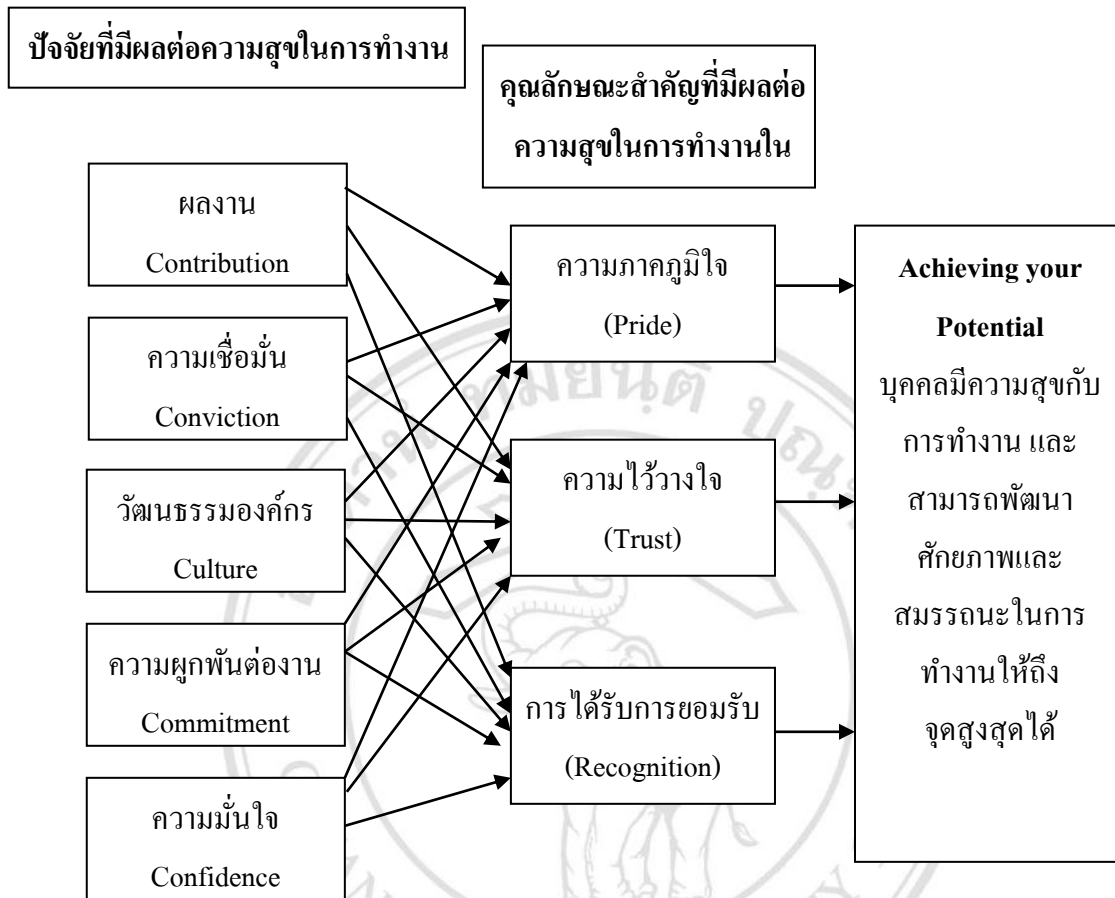 ปัจจัยที่มีผลต่อความสุขในการทำงาน
คุณลักษณะสำคัญที่มีผลต่อ
ความสุขในการทำงานใน
ผลงาน
Contribution
ความเชื่อมั่น
Conviction
วัฒนธรรมองค์กร
Culture
ความผูกพันต่องาน
Commitment
ความมั่นใจ
Confidence
ความภาคภูมิใจ
(Pride)
ความไว้วางใจ
(Trust)
การได้รับการยอมรับ
(Recognition)
Achieving your
Potential
บุคคลมีความสุขกับ
การทำงาน และ
สามารถพัฒนา
ศักยภาพและ
สมรรถนะในการ
ทำงานให้ถึง
จุดสูงสุดได้